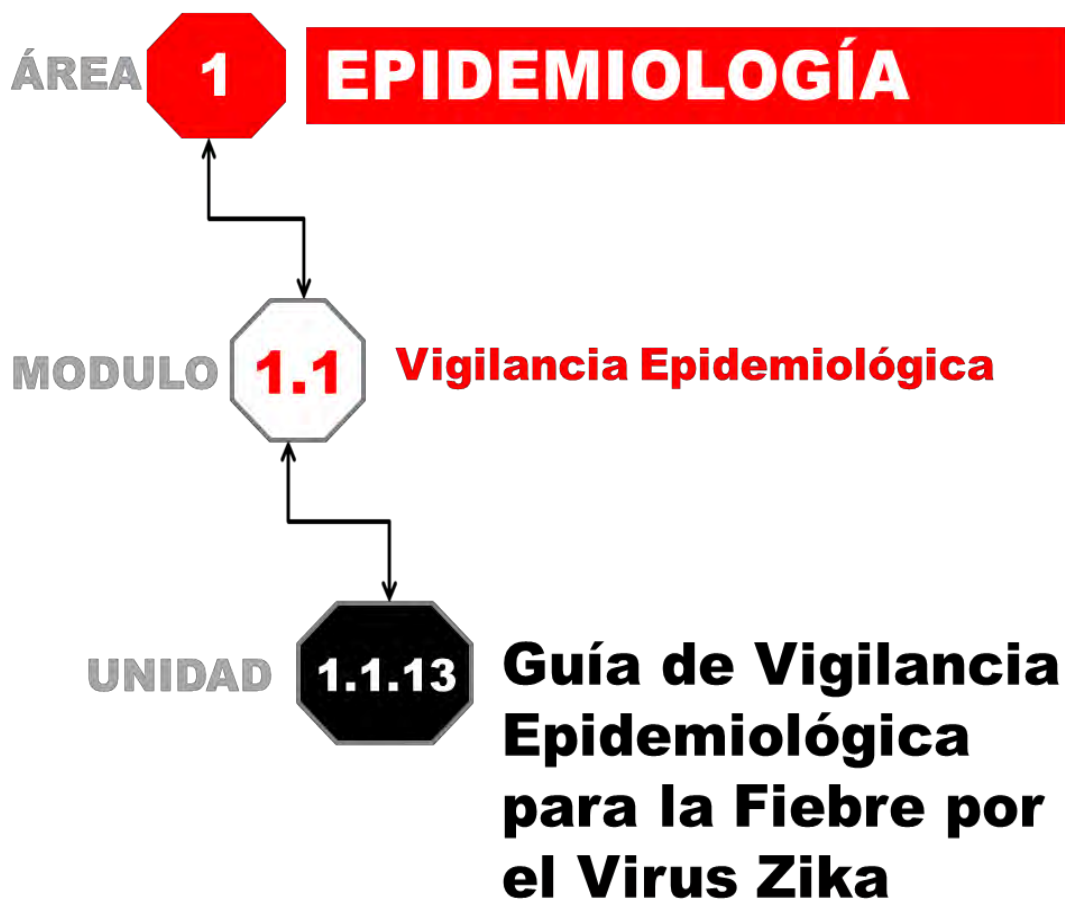 ÁREA 1 EPIDEMIOLOGÍA
MODULO 1.1 Vigilancia Epidemiológica
UNIDAD 1.1.13 Guía de Vigilancia
Epidemiológica
para la Fiebre por
el Virus Zika